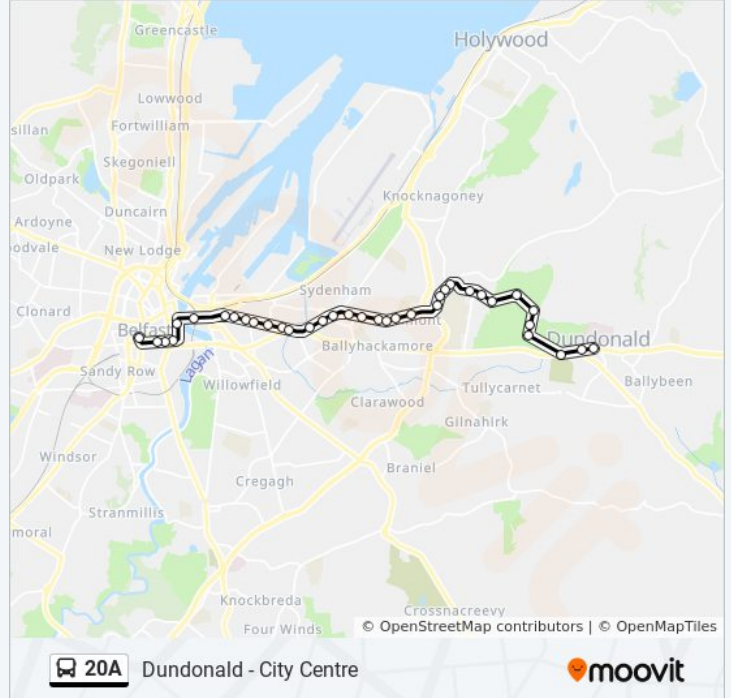 Greencastle
Holywood
Lowwood
Fortwilliam
sillan
Skegoniell
Oldpark
Knocknagoney
Duncairn
Ardoyne
odvale
New Lodge
Sydenham
Clonard
Belfast
Dundonald
Ballyhackamore
Sandy Row
Lagan
Willowfield
Tullycarnet
Ballybeen
Clarawood
Gilnahirk
Windsor
Braniel
Cregagh
Stranmillis
moral
Knockbreda
Crossnacreevy
Four Winds
© OpenStreetMap contributors | © OpenMapTiles
20A Dundonald - City Centre
moovit